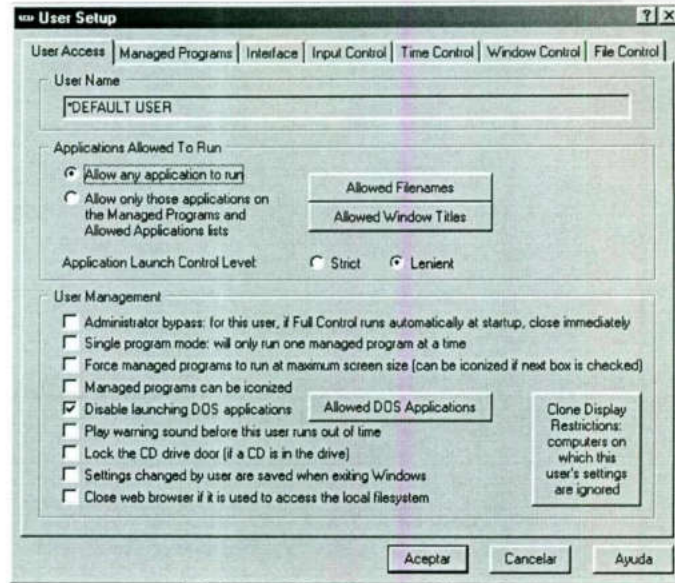 User Setup
User Access Managed Programs Interface Input Control Time Control Window Control File Control
User Name
*DEFAULT USER
Applications Allowed To Run
Allow any application to run
Allow only those applications on
the Managed Programs and
Allowed Applications lists
Allowed Filenames
Allowed Window Titles
Application Launch Control Level: Strict Lenient
User Management
Administrator bypass: for this user, if Full Control runs automatically at startup, close immediately
Single program mode: will only run one managed program at a time
Force managed programs to run at maximum screen size (can be iconized if next box is checked)
Managed programs can be iconized
Disable launching DOS applications
Allowed DOS Applications
Play warning sound before this user runs out of time
Lock the CD drive door (if a CD is in the drive)
Settings changed by user are saved when exiting Windows
Close web browser if it is used to access the local filesystem
Clone Display
Restrictions:
computers on
which this
user's settings
are ignored
Aceptar Cancelar Ayuda